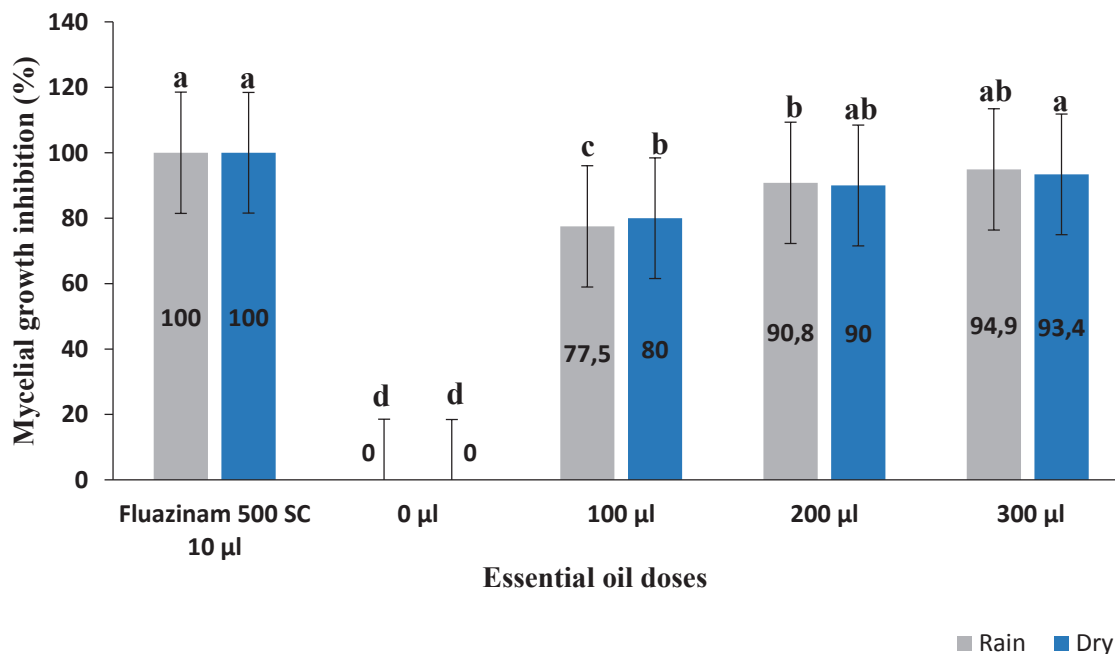 Mycelial growth inhibition (%)
140
120
100
80
60
40
20
0
a a
d d
c b
b ab
ab a
100 100
0 0
77,5 80
90,8 90
94,9 93,4
Fluazinam 500 SC
10 µl
0 µl
100 µl
200 µl
300 µl
Essential oil doses
Rain Dry